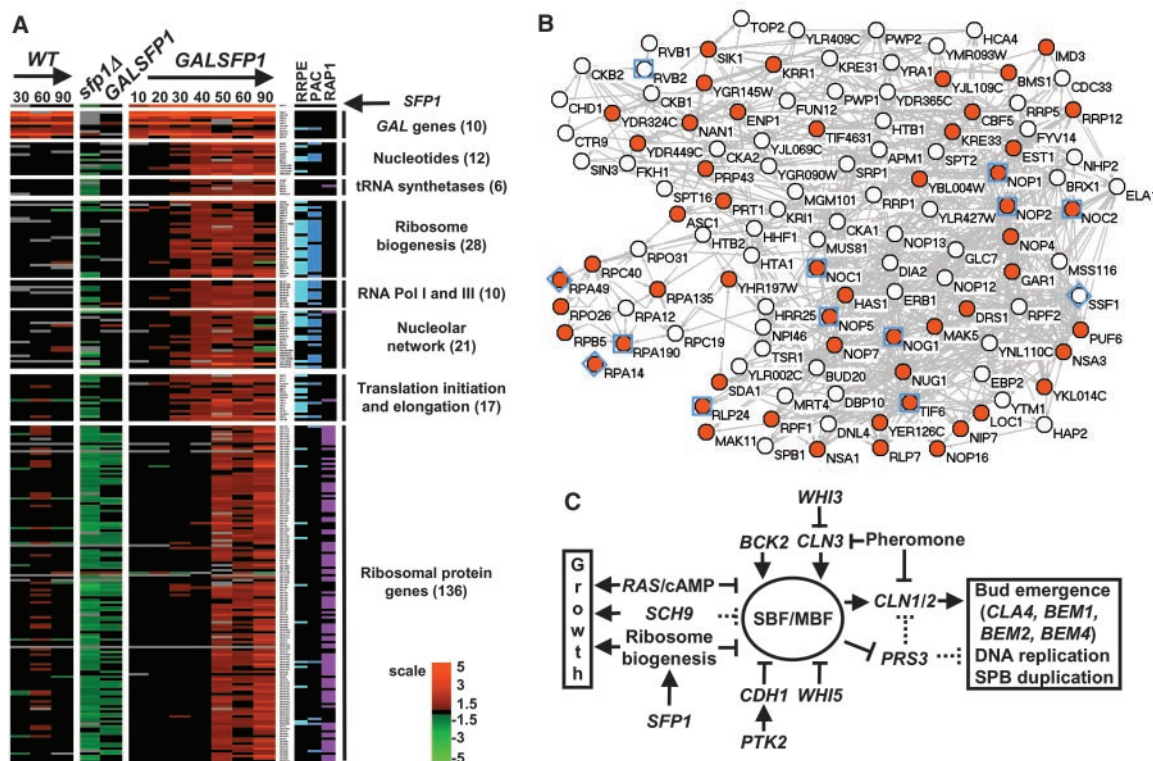 A
WT
sfp1Δ
GALSFP1
GALSFP1
RRPE
PAC
RAP1
30 60 90
10 20 30 40 50 60 90
SFP1
GAL genes (10)
Nucleotides (12)
tRNA synthetases (6)
Ribosome
biogenesis (28)
RNA Pol I and III (10)
Nucleolar
network (21)
Translation initiation
and elongation (17)
Ribosomal protein
genes (136)
scale
5
3
1.5
-1.5
-3
-5
B
TOP2
YLR409C
PWP2
HCA4
RVB1
SIK1
KRE31
YMR093W
IMD3
CKB2
RVB2
KRR1
YRA1
YJL109C
BMS1
CDC33
YGR145W
CHD1
CKB1
FUN12
PWP1
YDR365C
RRP5
RRP12
YDR324C
NAN1
ENP1
TIF4631
HTB1
CBF5
KRE33
FYV14
CTR9
YDR449C
CKA2
YJL069C
APM1
SPT2
EST1
NHP2
SIN3
FKH1
PRP43
YGR090W
SRP1
YBL004W
NOP1
BRX1
ELA1
SPT16
PRT1
MGM101
RRP1
YLR427W
NOP2
NOC2
ASC1
KRI1
CKA1
HTB2
HHF1
MUS81
NOP13
GLC7
NOP4
RPO31
HTA1
NOC1
DIA2
NOP12
GAR1
MSS116
RPC40
RPA49
RPA135
YHR197W
HAS1
ERB1
DRS1
RPF2
SSF1
RPO26
RPA12
HRR25
NOP5
MAK5
PUF6
RPB5
RPA190
RPC19
NPI46
NOP7
NOG1
YNL110C
NSA3
RPA14
TSR1
YLR002C
BUD20
NUG1
EBP2
SDA1
MRT4
DBP10
TIF6
YTM1
YKL014C
RLP24
RPF1
DNL4
YER126C
LOC1
NIP7
HAP2
MAK11
SPB1
NSA1
RLP7
NOP16
C
WHI3
BCK2 CLN3 Pheromone
Growth
RAS/cAMP
SCH9
Ribosome
biogenesis
SFP1
SBF/MBF
CLN1/2
PRS3
CDH1 WHI5
PTK2
Bud emergence
(CLA4, BEM1,
BEM2, BEM4)
DNA replication
SPB duplication